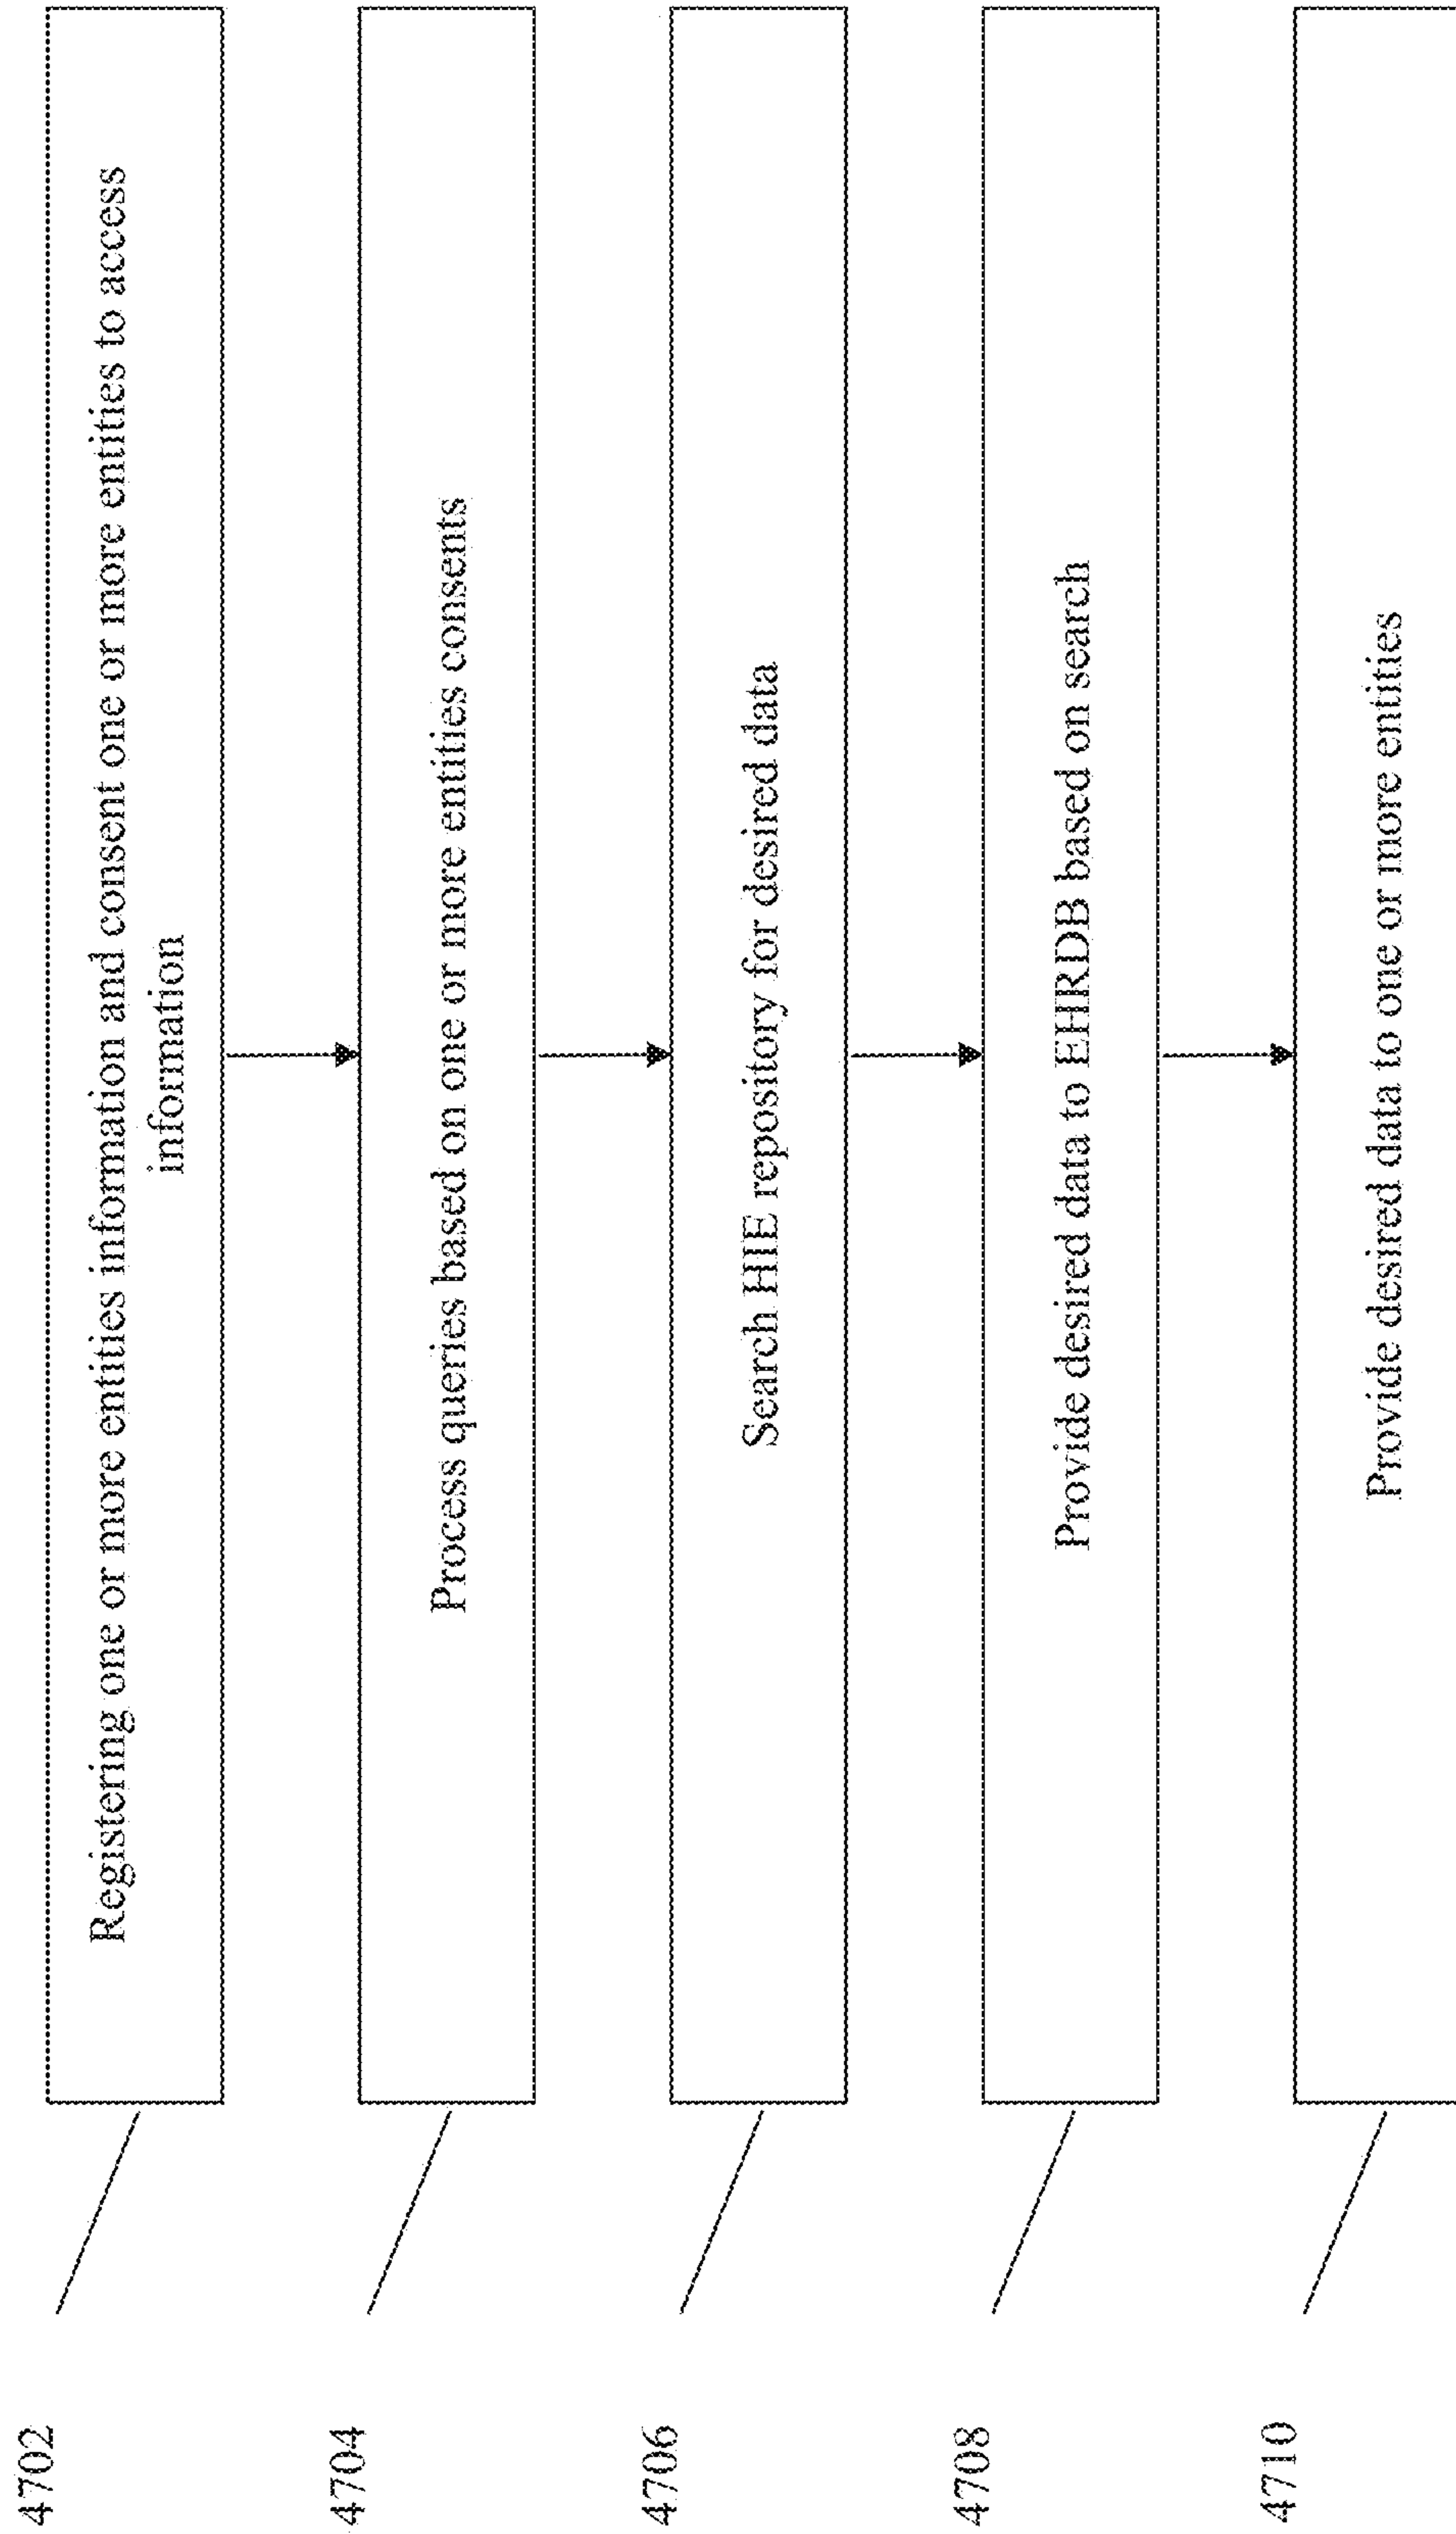 4702
Registering one or more entities information and consent one or more entities to access
information
4704
Process queries based on one or more entities consents
4706
Search HIE repository for desired data
4708
Provide desired data to EHRDB based on search
4710
Provide desired data to one or more entities